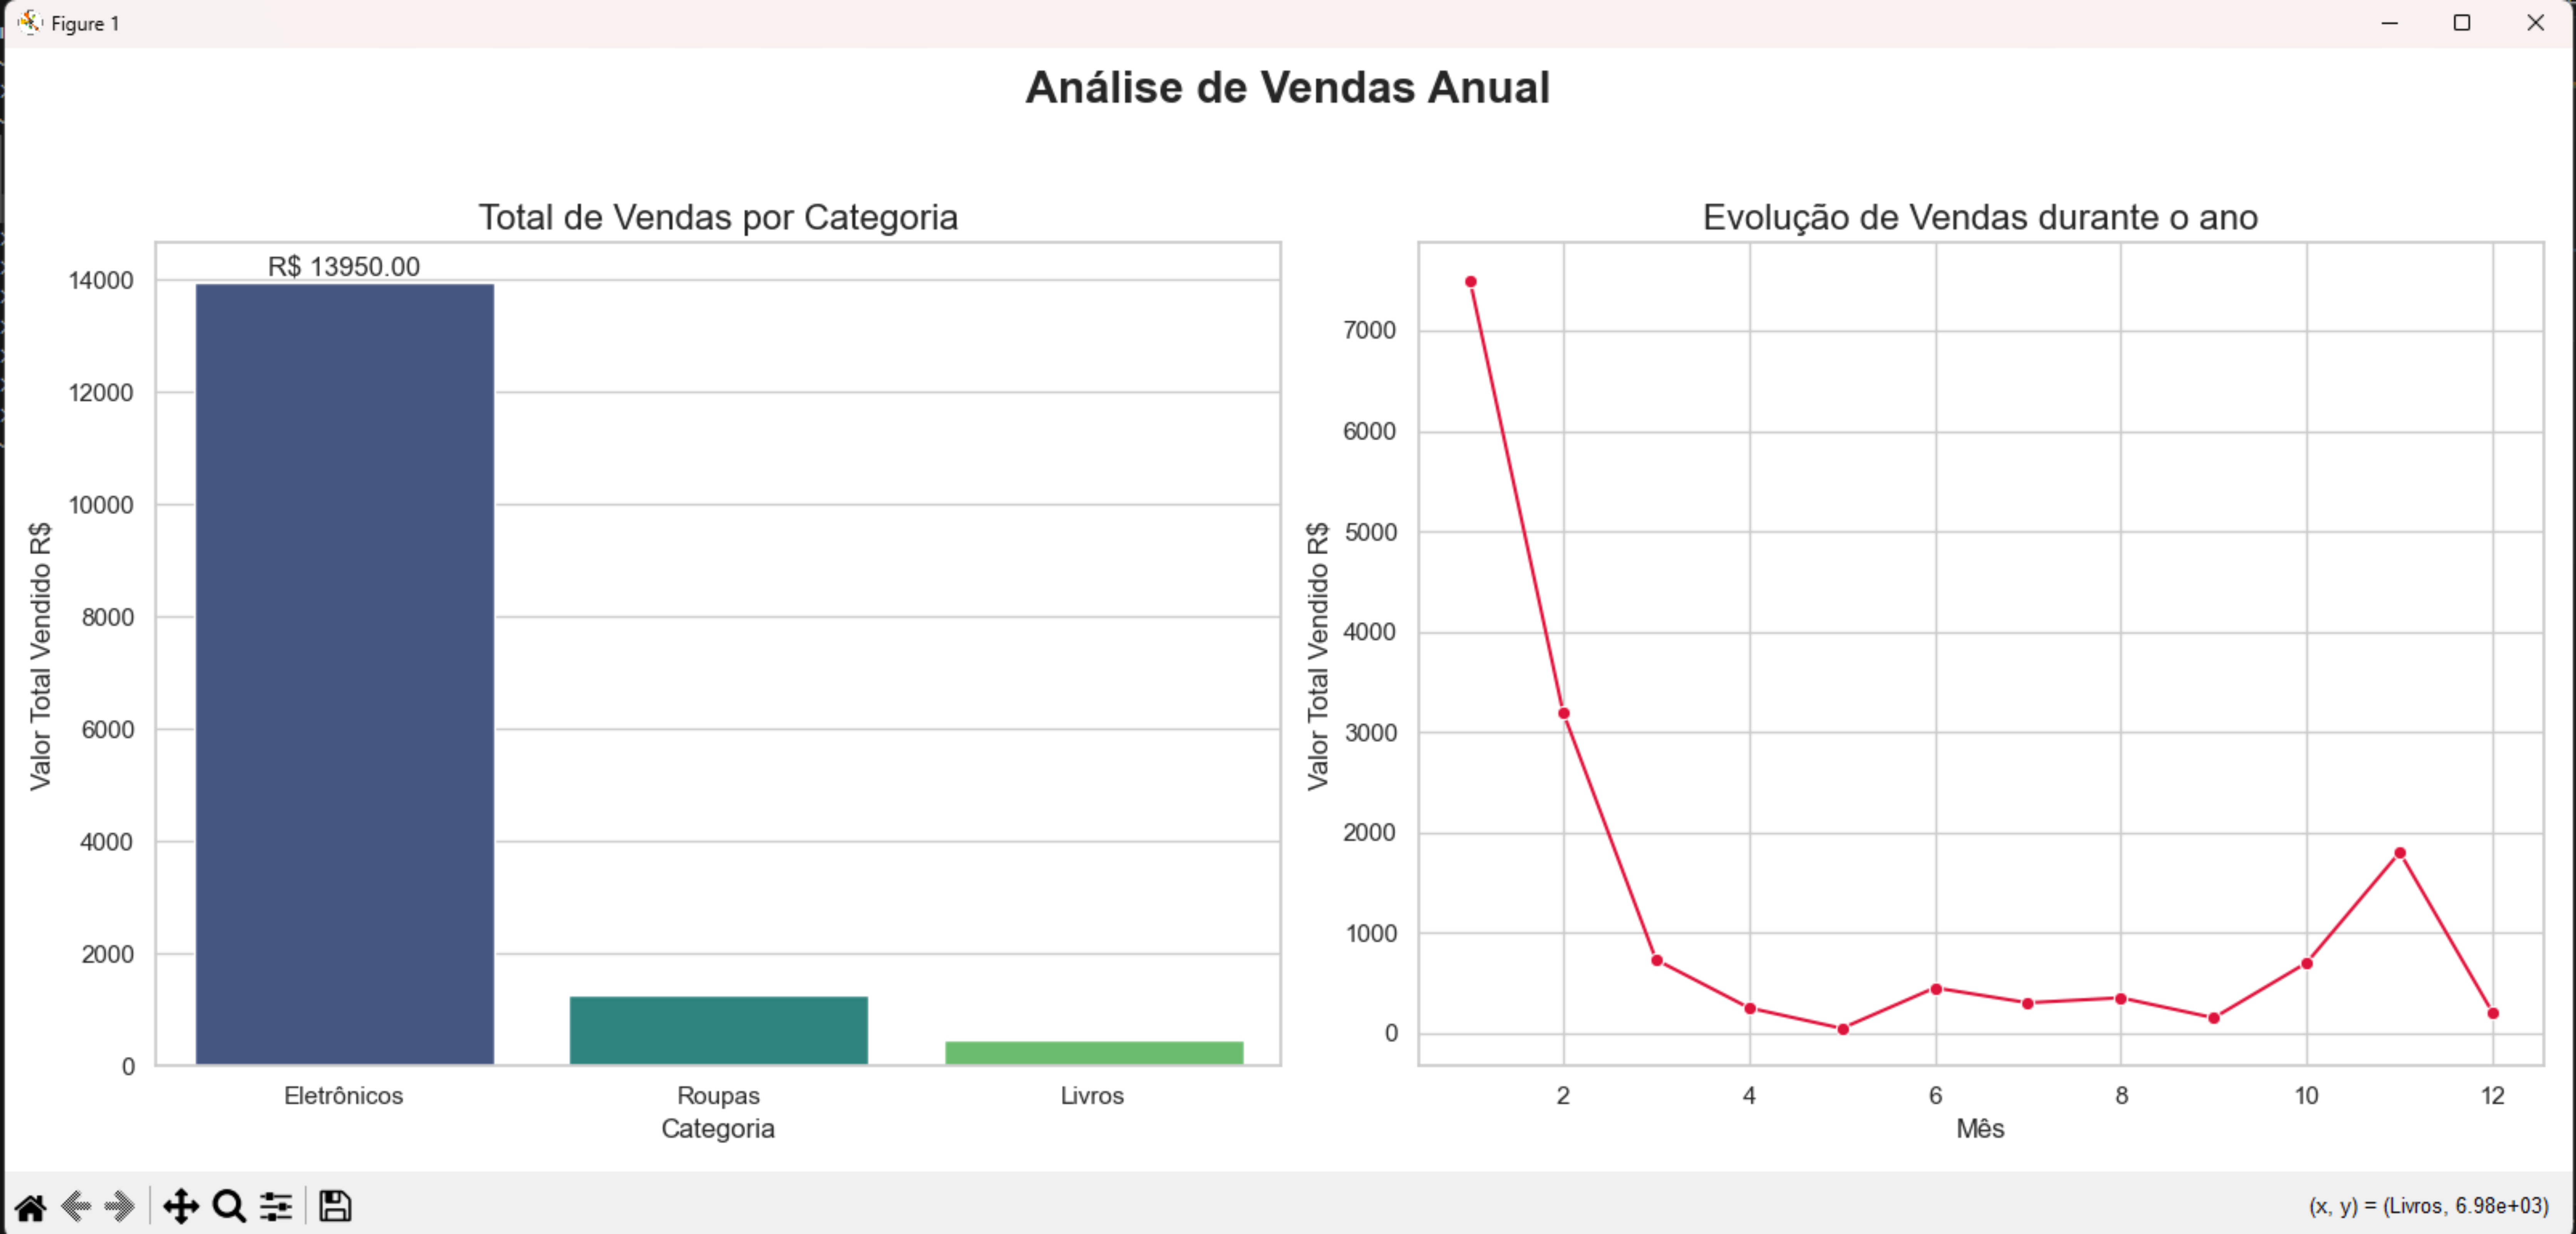 Figure 1
Análise de Vendas Anual
Total de Vendas por Categoria
R$ 13950.00
14000
12000
10000
8000
6000
4000
2000
0
Valor Total Vendido R$
Eletrônicos
Roupas
Livros
Categoria
Evolução de Vendas durante o ano
7000
6000
5000
4000
3000
2000
1000
0
Valor Total Vendido R$
2
4
6
8
10
12
Mês
(x, y) = (Livros, 6.98e+03)